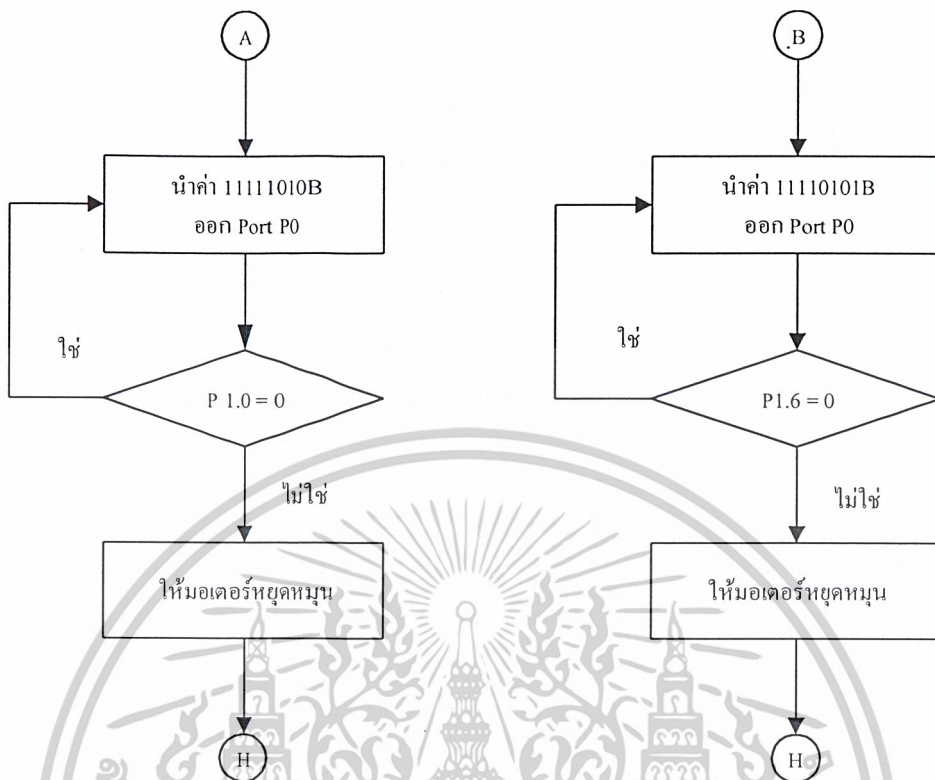 A
นำค่า 11111010B
ออก Port P0
ใช่
P 1.0 = 0
ไม่ใช่
ให้มอเตอร์หยุดหมุน
H
.B
นำค่า 11110101B
ออก Port P0
ใช่
P1.6 = 0
ไม่ใช่
ให้มอเตอร์หยุดหมุน
H